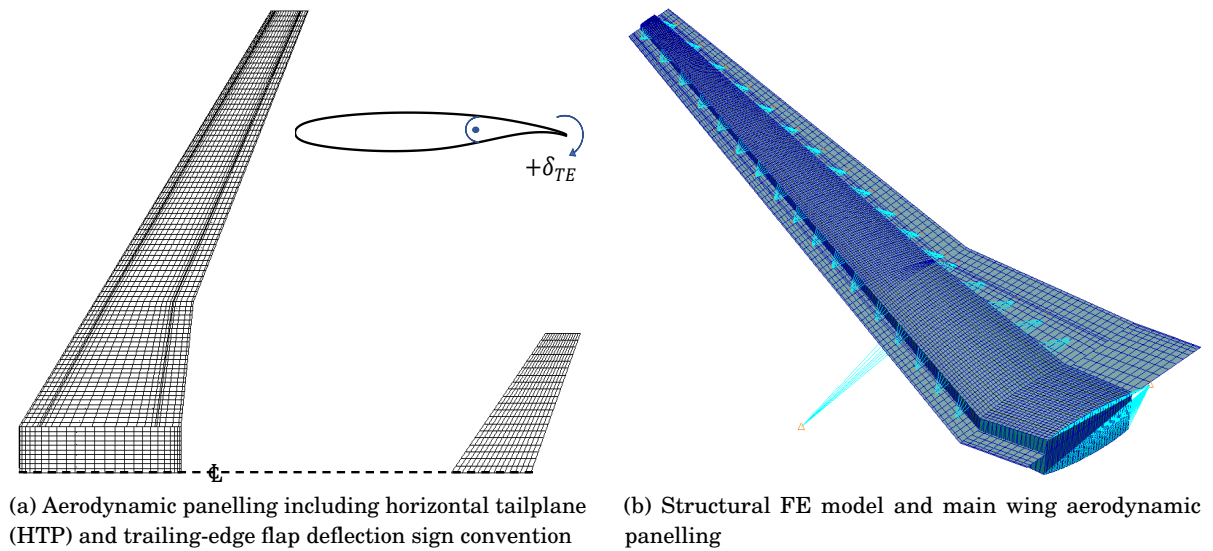 +δ_TE
℄
(a) Aerodynamic panelling including horizontal tailplane
(HTP) and trailing-edge flap deflection sign convention
(b) Structural FE model and main wing aerodynamic
panelling